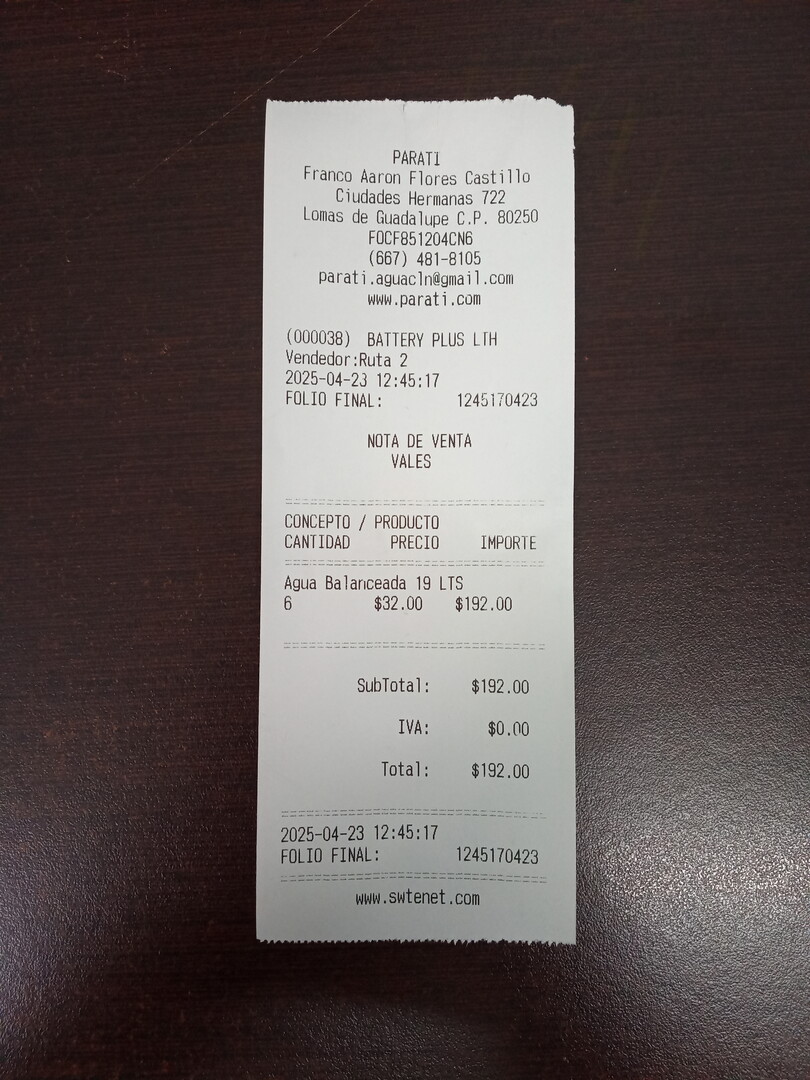 PARATI
Franco Aaron Flores Castillo
Ciudades Hermanas 722
Lomas de Guadalupe C.P. 80250
FOCF851204CN6
(667) 481-8105
parati.aguacln@gmail.com
www.parati.com
(000038) BATTERY PLUS LTH
Vendedor:Ruta 2
2025-04-23 12:45:17
FOLIO FINAL: 1245170423
NOTA DE VENTA
VALES
CONCEPTO / PRODUCTO
CANTIDAD PRECIO IMPORTE
Agua Balanceada 19 LTS
6 $32.00 $192.00
SubTotal: $192.00
IVA: $0.00
Total: $192.00
2025-04-23 12:45:17
FOLIO FINAL: 1245170423
www.swtenet.com